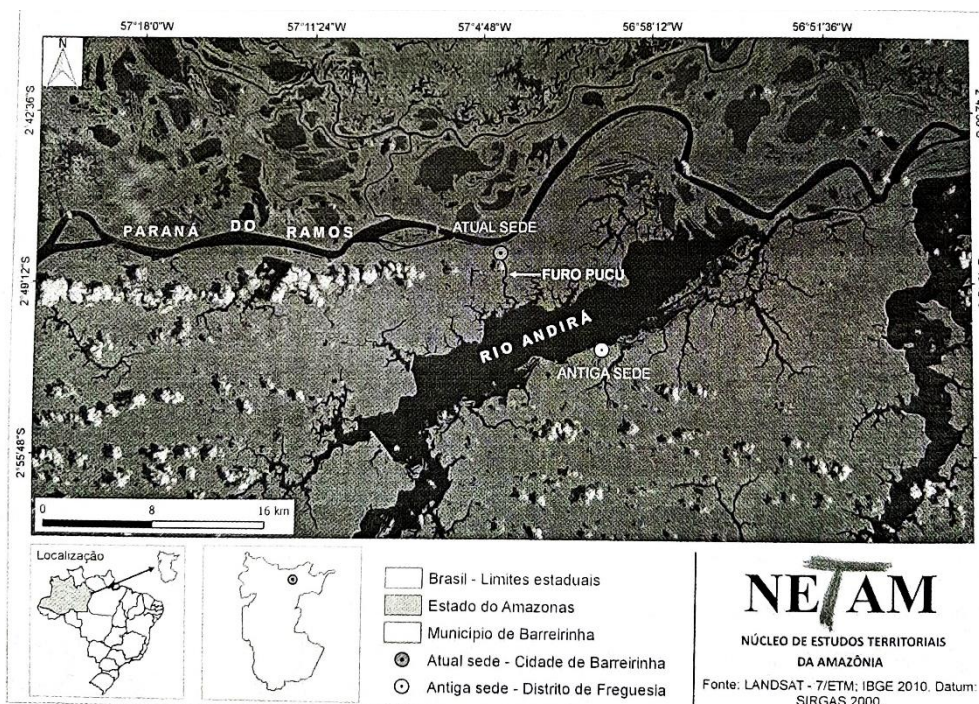 57°18'0"W
57°11'24"W
57°4'48"W
56°58'12"W
56°51'36"W
N
2°42'36"S
2°49'12"S
2°55'48"S
PARANÁ DO RAMOS
ATUAL SEDE
FURO PUCU
RIO ANDIRÁ
ANTIGA SEDE
0 8 16 km
Localização
Brasil - Limites estaduais
Estado do Amazonas
Município de Barreirinha
Atual sede - Cidade de Barreirinha
Antiga sede - Distrito de Freguesia
NETAM
NÚCLEO DE ESTUDOS TERRITORIAIS
DA AMAZÔNIA
Fonte: LANDSAT - 7/ETM; IBGE 2010. Datum:
SIRGAS 2000